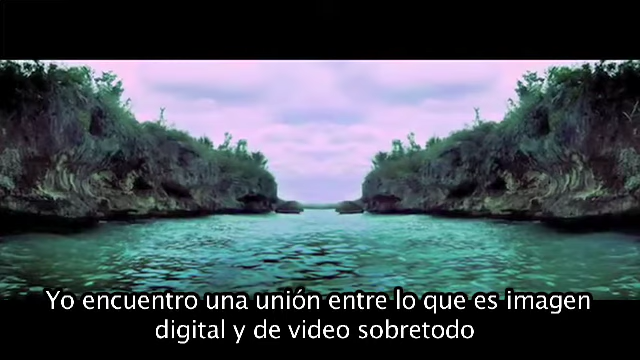 Yo encuentro una unión entre lo que es imagen
digital y de video sobretodo